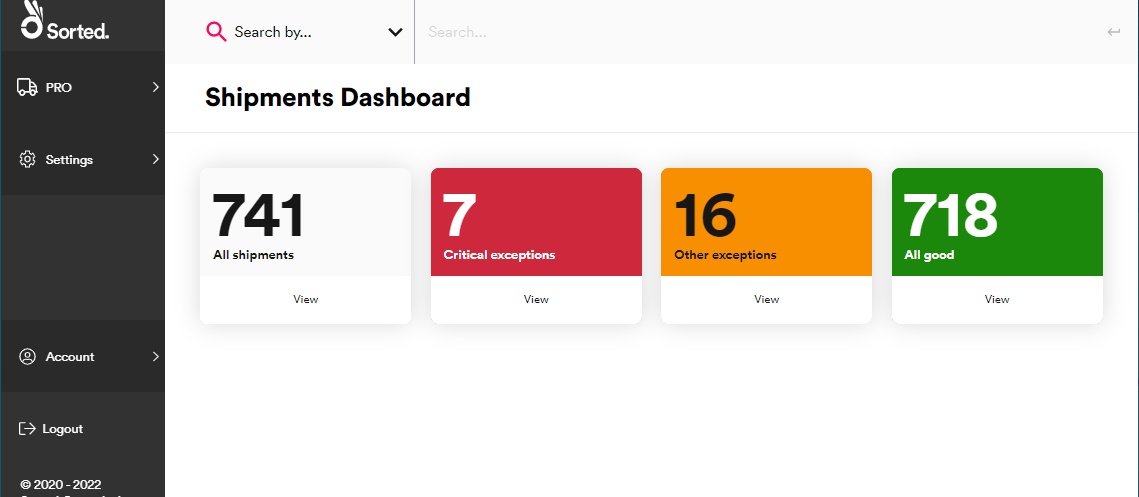 Sorted.
Search by...
Search...
Shipments Dashboard
PRO
Settings
741
All shipments
View
7
Critical exceptions
View
16
Other exceptions
View
718
All good
View
Account
Logout
© 2020 - 2022